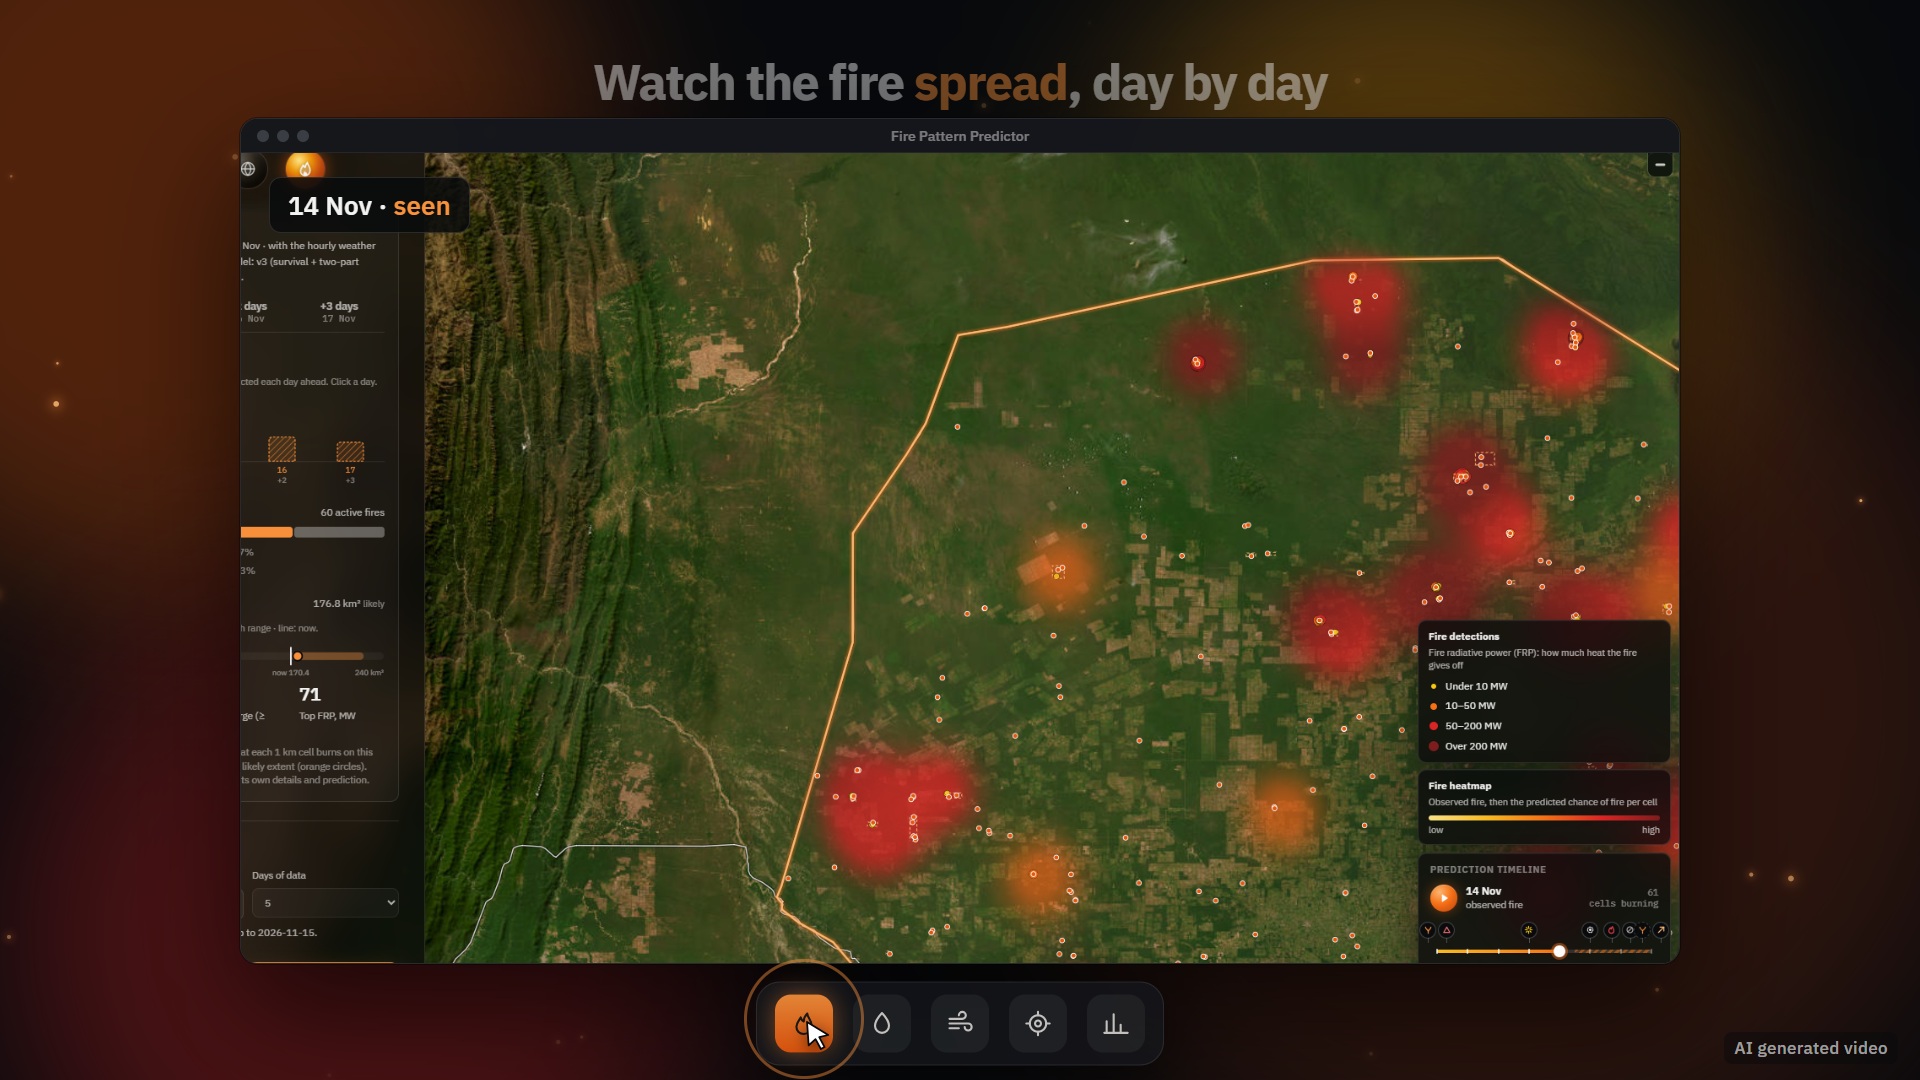 Watch the fire spread, day by day
Fire Pattern Predictor
14 Nov · seen
Nov - with the hourly weather
v3 (survival + two-part
days
+3 days
Nov
17 Nov
each day ahead. Click a day.
16
17
+2
+3
60 active fires
7%
3%
176.8 km² likely
range - line: now.
now 170.4
240 km²
71
Top FRP, MW
at each 1 km cell burns on this
likely extent (orange circles).
its own details and prediction.
Days of data
5
to 2026-11-15.
Fire detections
Fire radiative power (FRP): how much heat the fire
gives off
Under 10 MW
10–50 MW
50–200 MW
Over 200 MW
Fire heatmap
Observed fire, then the predicted chance of fire per cell
low
high
PREDICTION TIMELINE
14 Nov
61
observed fire
cells burning
AI generated video